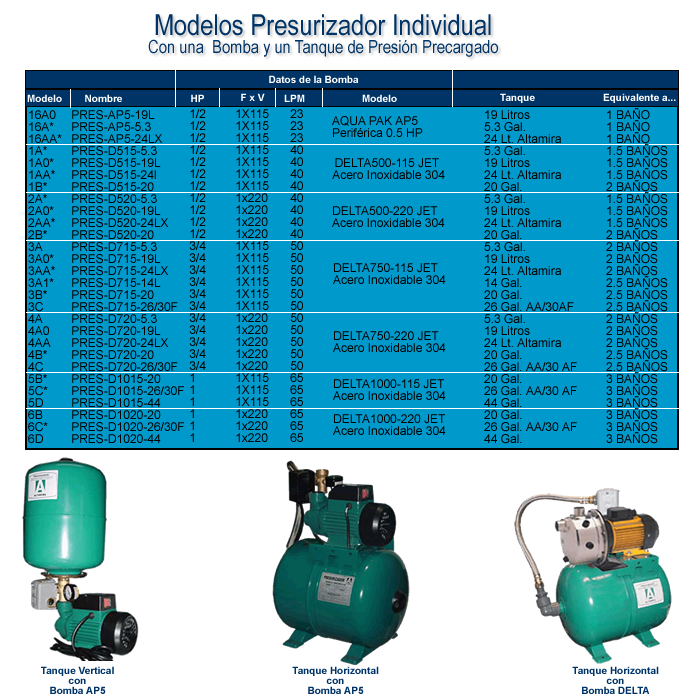 Modelos Presurizador Individual
Con una Bomba y un Tanque de Presión Precargado
Datos de la Bomba
Modelo Nombre HP F x V LPM Modelo Tanque Equivalente a...
16A0 PRES-AP5-19L 1/2 1X115 23 AQUA PAK AP5 19 Litros 1 BAÑO
16A* PRES-AP5-5.3 1/2 1X115 23 Periférica 0.5 HP 5.3 Gal. 1 BAÑO
16AA* PRES-AP5-24LX 1/2 1X115 23 24 Lt. Altamira 1 BAÑO
1A* PRES-D515-5.3 1/2 1X115 40 5.3 Gal. 1.5 BAÑOS
1A0* PRES-D515-19L 1/2 1X115 40 DELTA500-115 JET 19 Litros 1.5 BAÑOS
1AA* PRES-D515-24I 1/2 1X115 40 Acero Inoxidable 304 24 Lt. Altamira 1.5 BAÑOS
1B* PRES-D515-20 1/2 1X115 40 20 Gal. 2 BAÑOS
2A* PRES-D520-5.3 1/2 1x220 40 5.3 Gal. 1.5 BAÑOS
2A0* PRES-D520-19L 1/2 1x220 40 DELTA500-220 JET 19 Litros 1.5 BAÑOS
2AA* PRES-D520-24LX 1/2 1x220 40 Acero Inoxidable 304 24 Lt. Altamira 1.5 BAÑOS
2B* PRES-D520-20 1/2 1x220 40 20 Gal. 2 BAÑOS
3A PRES-D715-5.3 3/4 1X115 50 5.3 Gal. 2 BAÑOS
3A0* PRES-D715-19L 3/4 1X115 50 19 Litros 2 BAÑOS
3AA* PRES-D715-24LX 3/4 1X115 50 DELTA750-115 JET 24 Lt. Altamira 2 BAÑOS
3A1* PRES-D715-14L 3/4 1X115 50 Acero Inoxidable 304 14 Gal. 2.5 BAÑOS
3B* PRES-D715-20 3/4 1X115 50 20 Gal. 2.5 BAÑOS
3C PRES-D715-26/30F 3/4 1X115 50 26 Gal. AA/30AF 2.5 BAÑOS
4A PRES-D720-5.3 3/4 1x220 50 5.3 Gal. 2 BAÑOS
4A0 PRES-D720-19L 3/4 1x220 50 DELTA750-220 JET 19 Litros 2 BAÑOS
4AA PRES-D720-24LX 3/4 1x220 50 Acero Inoxidable 304 24 Lt. Altamira 2 BAÑOS
4B* PRES-D720-20 3/4 1x220 50 20 Gal. 2.5 BAÑOS
4C PRES-D720-26/30F 3/4 1x220 50 26 Gal. AA/30 AF 2.5 BAÑOS
5B* PRES-D1015-20 1 1X115 65 DELTA1000-115 JET 20 Gal. 3 BAÑOS
5C* PRES-D1015-26/30F 1 1X115 65 Acero Inoxidable 304 26 Gal. AA/30 AF 3 BAÑOS
5D PRES-D1015-44 1 1X115 65 44 Gal. 3 BAÑOS
6B PRES-D1020-20 1 1x220 65 DELTA1000-220 JET 20 Gal. 3 BAÑOS
6C* PRES-D1020-26/30F 1 1x220 65 Acero Inoxidable 304 26 Gal. AA/30 AF 3 BAÑOS
6D PRES-D1020-44 1 1x220 65 44 Gal. 3 BAÑOS
A
PRESURIZADOR
Tanque Vertical
con
Bomba AP5
Tanque Horizontal
con
Bomba AP5
Tanque Horizontal
con
Bomba DELTA